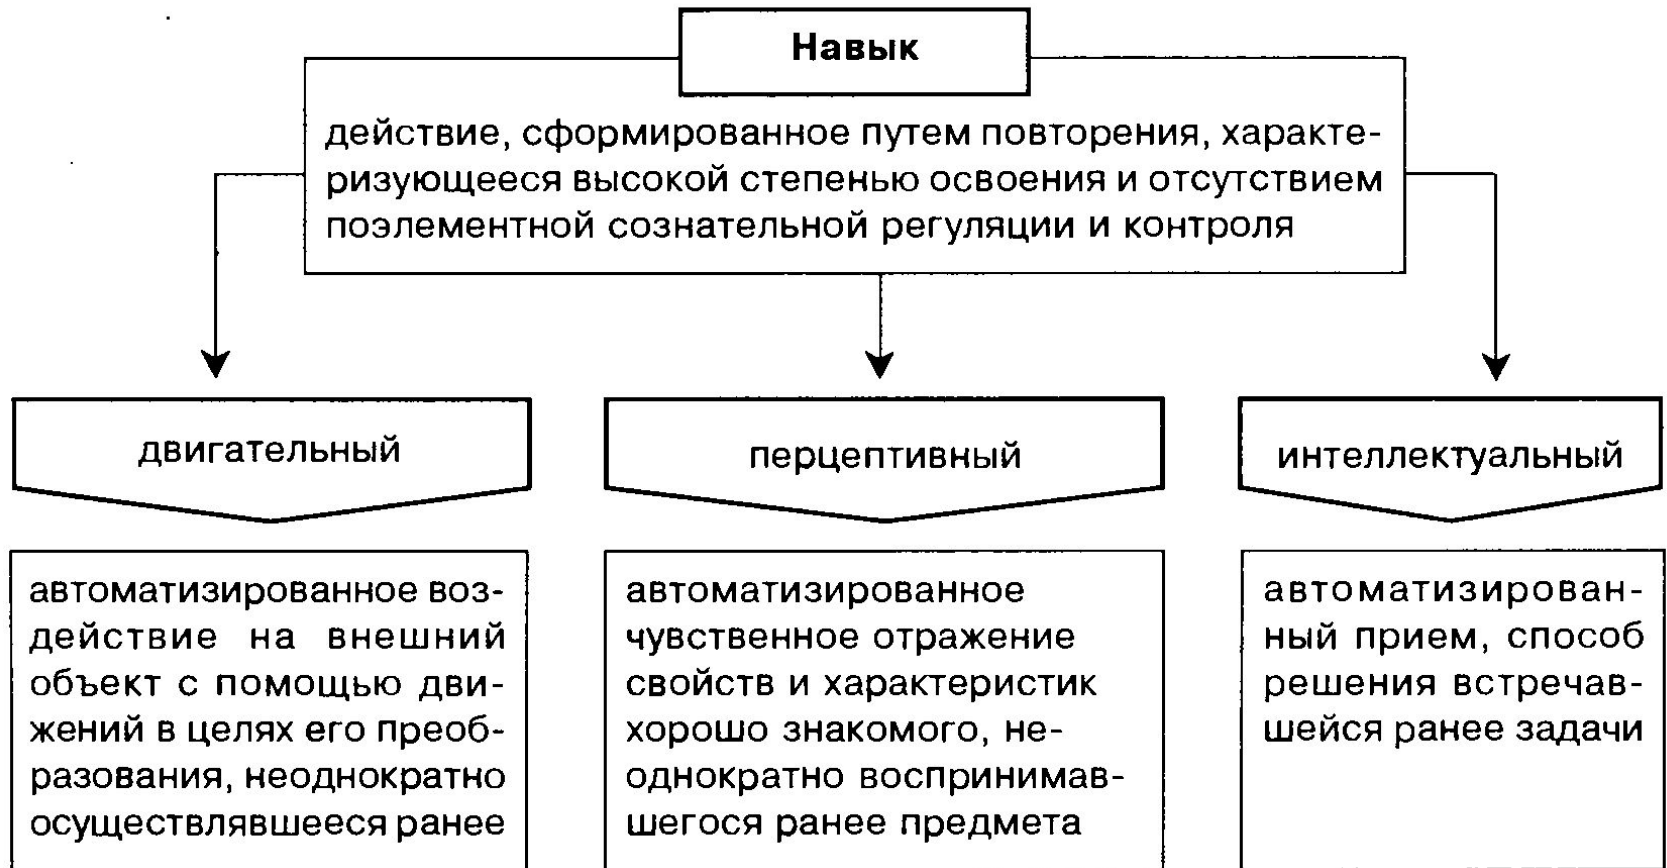 Навык
действие, сформированное путем повторения, характе-
ризующееся высокой степенью освоения и отсутствием
поэлементной сознательной регуляции и контроля
двигательный
перцептивный
интеллектуальный
автоматизированное воз-
действие на внешний
объект с помощью дви-
жений в целях его преоб-
разования, неоднократно
осуществлявшееся ранее
автоматизированное
чувственное отражение
свойств и характеристик
хорошо знакомого, не-
однократно воспринимав-
шегося ранее предмета
автоматизирован-
ный прием, способ
решения встречав-
шейся ранее задачи